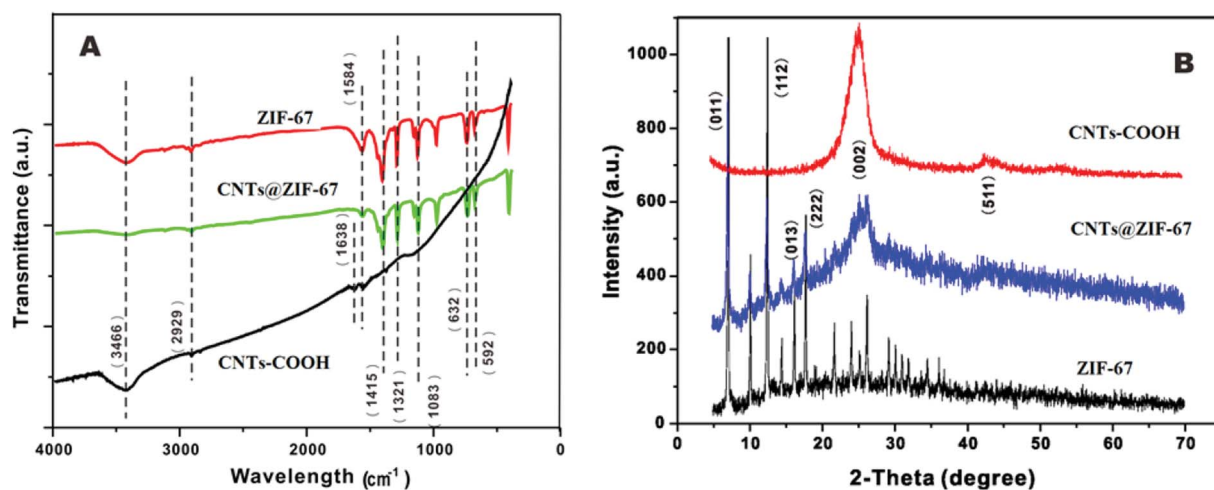 A
Transmittance (a.u.)
ZIF-67
CNTs@ZIF-67
CNTs-COOH
(1584)
(1638)
(3466)
(2929)
(1415)
(1321)
(1083)
(632)
(592)
4000 3000 2000 1000 0
Wavelength (cm⁻¹)
B
Intensity (a.u.)
1000
800
600
400
200
0
(011)
(112)
CNTs-COOH
(002)
(511)
(222)
(013)
CNTs@ZIF-67
ZIF-67
0 10 20 30 40 50 60 70
2-Theta (degree)